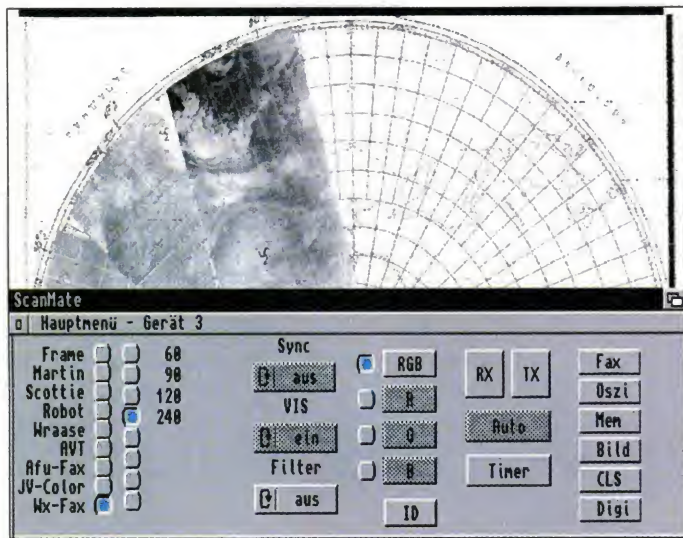 ScanMate
Hauptmenü - Gerät 3
Frame
Martin
Scottie
Robot
Wraase
AVT
Afu-Fax
JV-Color
Wx-Fax
60
90
120
240
Sync
aus
VIS
ein
Filter
aus
RGB
R
G
B
ID
RX
TX
Auto
Timer
Fax
Oszi
Mem
Bild
CLS
Digi